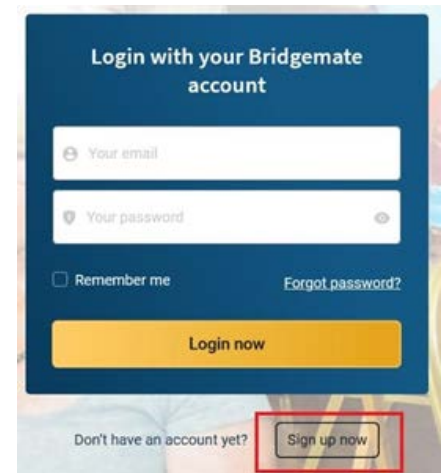 Login with your Bridgemate
account
Your email
Your password
Remember me
Forgot password?
Login now
Don't have an account yet?
Sign up now